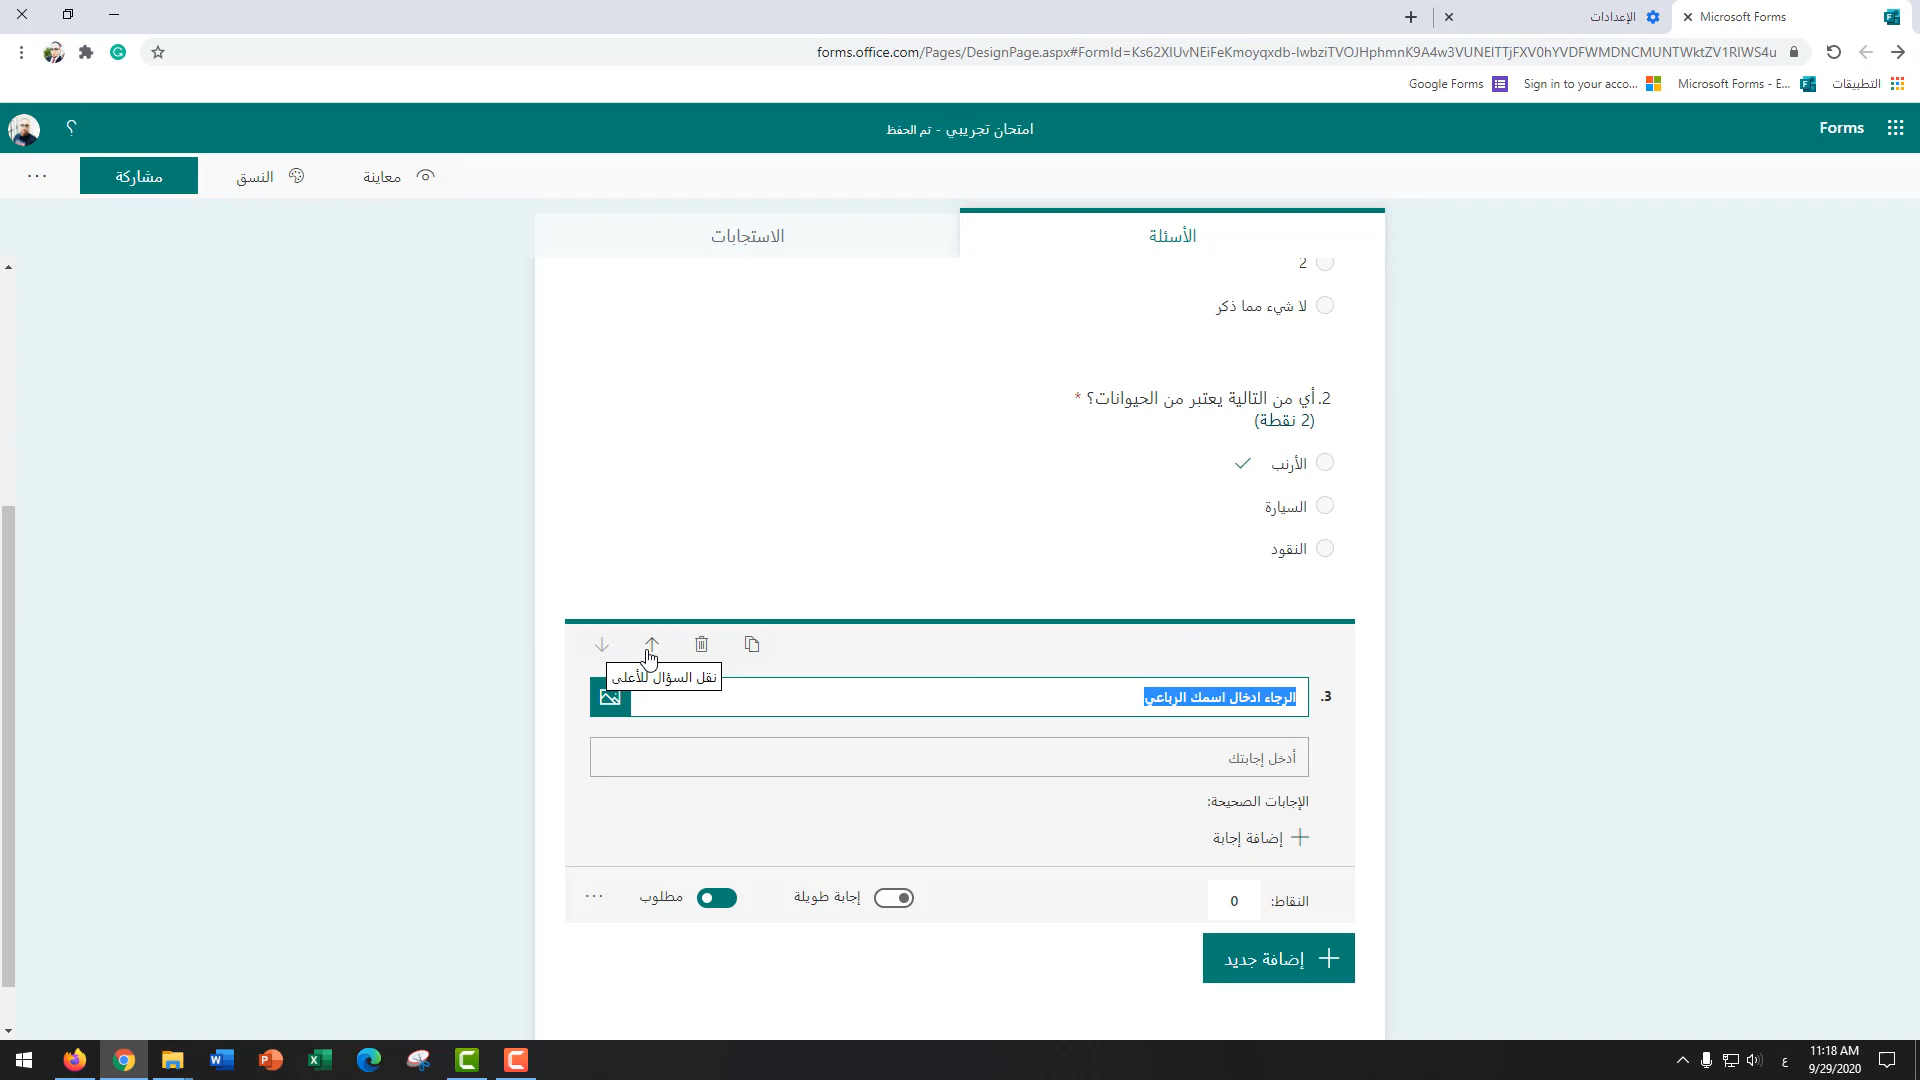 Microsoft Forms
الإعدادات
forms.office.com/Pages/DesignPage.aspx#FormId=Ks62XIUvNEiFeKmoyqxdb-IwbziTVOJHphmnK9A4w3VUNElTTjFXV0hYVDFWMDNCMUNTWktZV1RIWS4u
التطبيقات
Microsoft Forms - E...
Sign in to your acco...
Google Forms
Forms
امتحان تجريبي - تم الحفظ
؟
معاينة
النسق
مشاركة
الأسئلة
الاستجابات
2
لا شيء مما ذكر
2. أي من التالية يعتبر من الحيوانات؟ *
(2 نقطة)
الأرنب
السيارة
النقود
نقل السؤال للأعلى
3. الرجاء ادخال اسمك الرباعي
أدخل إجابتك
الإجابات الصحيحة:
إضافة إجابة
النقاط: 0
إجابة طويلة
مطلوب
إضافة جديد
ع
11:18 AM
9/29/2020